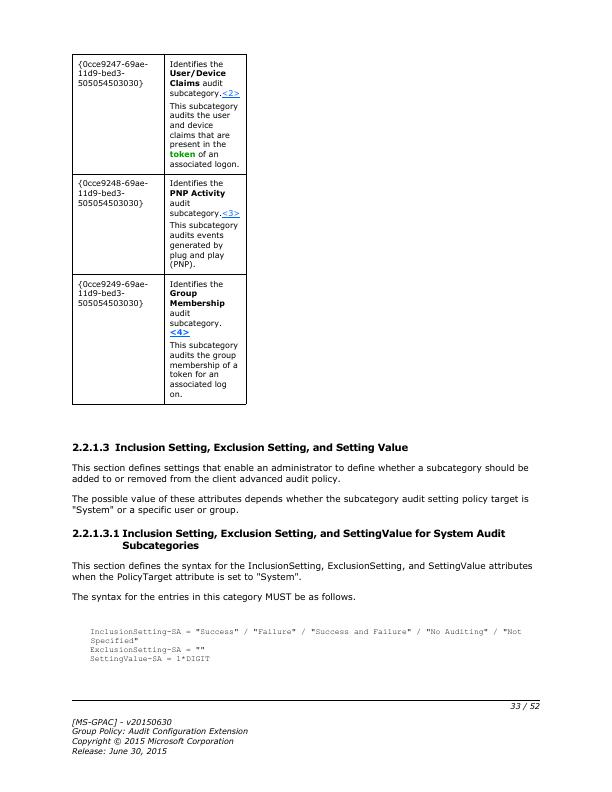 {0cce9247-69ae-
11d9-bed3-
505054503030}
Identifies the
User/Device
Claims audit
subcategory.<2>
This subcategory
audits the user
and device
claims that are
present in the
token of an
associated logon.
{0cce9248-69ae-
11d9-bed3-
505054503030}
Identifies the
PNP Activity
audit
subcategory.<3>
This subcategory
audits events
generated by
plug and play
(PNP).
{0cce9249-69ae-
11d9-bed3-
505054503030}
Identifies the
Group
Membership
audit
subcategory.
<4>
This subcategory
audits the group
membership of a
token for an
associated log
on.
2.2.1.3 Inclusion Setting, Exclusion Setting, and Setting Value
This section defines settings that enable an administrator to define whether a subcategory should be
added to or removed from the client advanced audit policy.
The possible value of these attributes depends whether the subcategory audit setting policy target is
"System" or a specific user or group.
2.2.1.3.1 Inclusion Setting, Exclusion Setting, and SettingValue for System Audit
Subcategories
This section defines the syntax for the InclusionSetting, ExclusionSetting, and SettingValue attributes
when the PolicyTarget attribute is set to "System".
The syntax for the entries in this category MUST be as follows.
InclusionSetting-SA = "Success" / "Failure" / "Success and Failure" / "No Auditing" / "Not
Specified"
ExclusionSetting-SA = ""
SettingValue-SA = 1*DIGIT
33 / 52
[MS-GPAC] - v20150630
Group Policy: Audit Configuration Extension
Copyright © 2015 Microsoft Corporation
Release: June 30, 2015